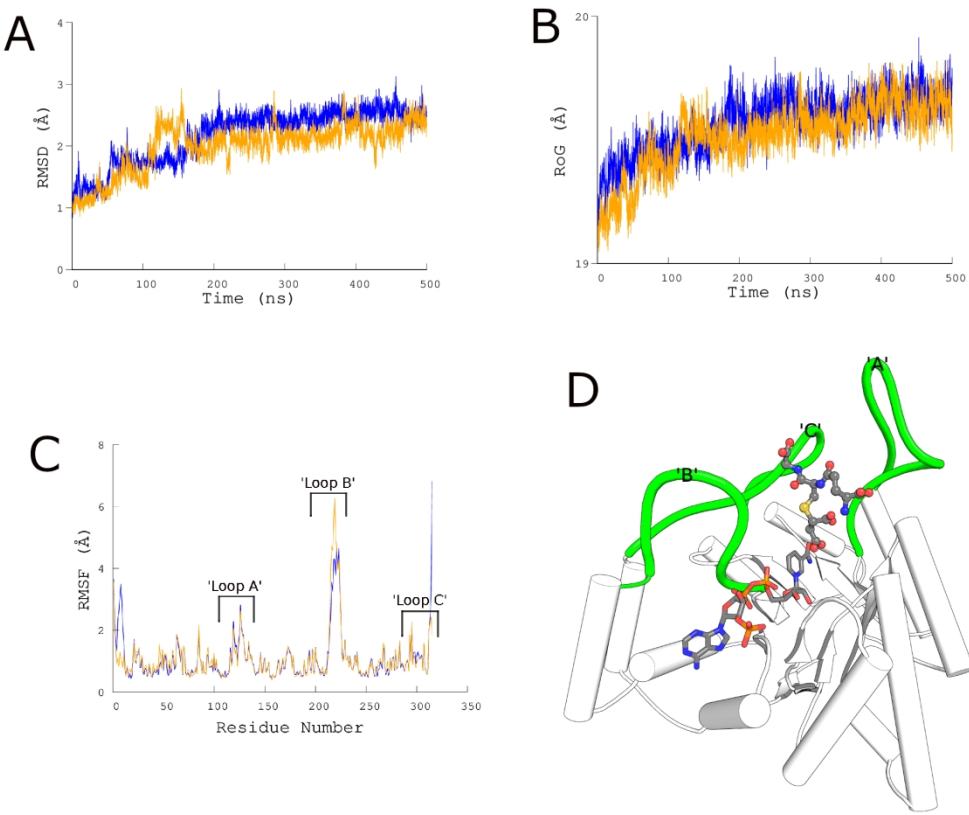 A
4
3
2
1
0
RMSD (Å)
0 100 200 300 400 500
Time (ns)
B
20
19
RoG (Å)
0 100 200 300 400 500
Time (ns)
C
8
6
4
2
0
RMSF (Å)
'Loop A'
'Loop B'
'Loop C'
0 50 100 150 200 250 300 350
Residue Number
D
'A'
'C'
'B'